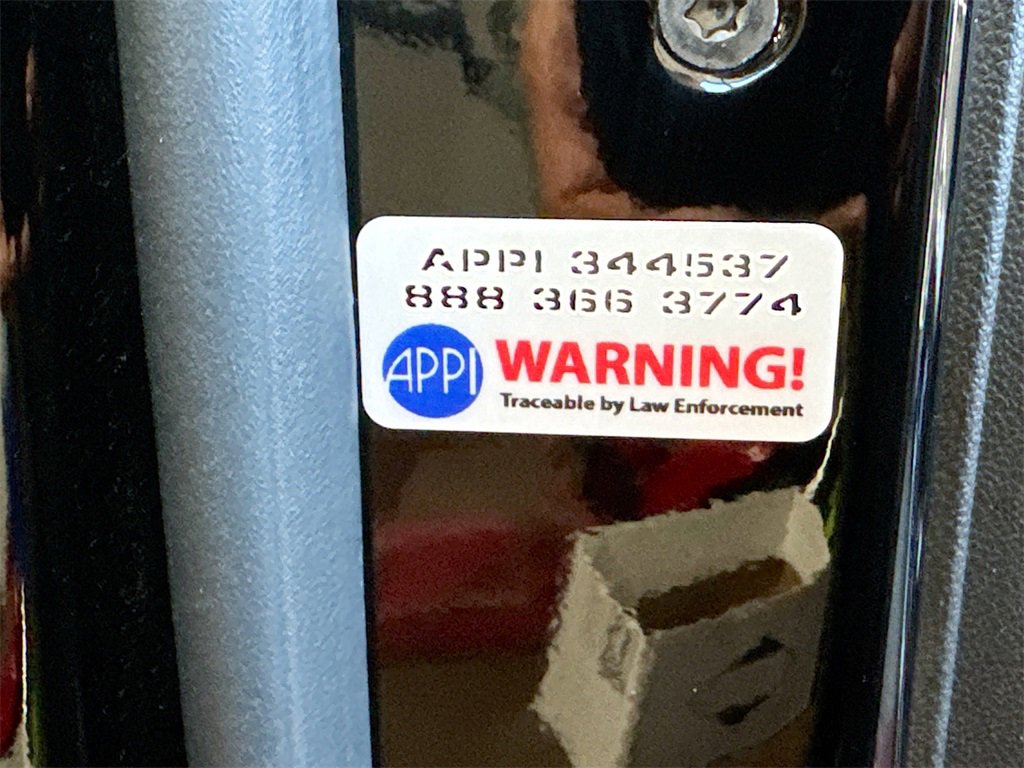 APPI 344537
888 366 3774
APPI WARNING!
Traceable by Law Enforcement